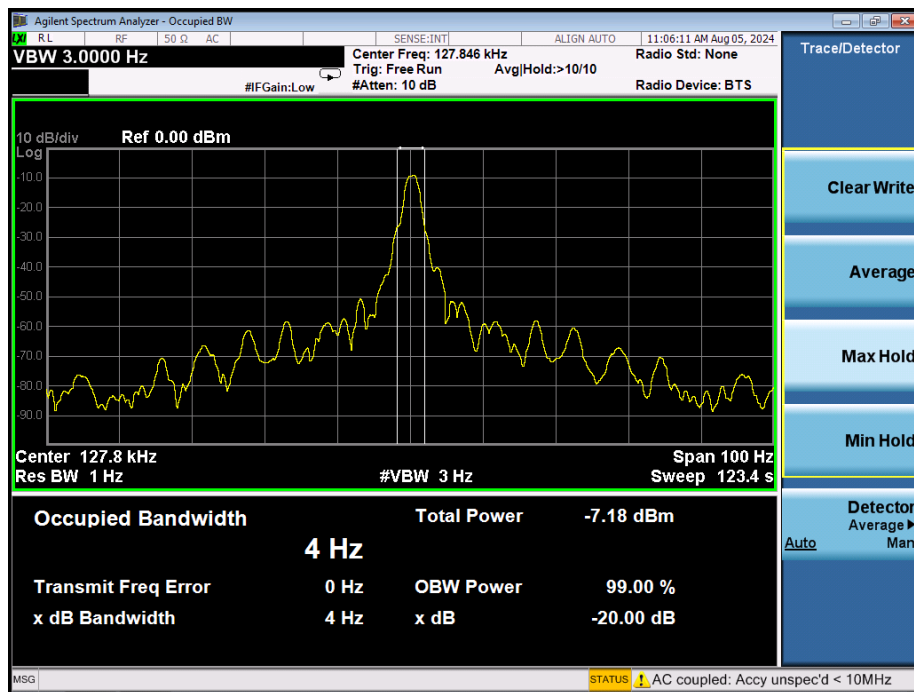 Agilent Spectrum Analyzer - Occupied BW
LXI RL RF 50 Ω AC SENSE:INT ALIGN AUTO 11:06:11 AM Aug 05, 2024
VBW 3.0000 Hz
Center Freq: 127.846 kHz Radio Std: None
Trig: Free Run Avg|Hold:>10/10
#IFGain:Low #Atten: 10 dB Radio Device: BTS
Trace/Detector
10 dB/div Ref 0.00 dBm
Log
-10.0
-20.0
-30.0
-40.0
-50.0
-60.0
-70.0
-80.0
-90.0
Center 127.8 kHz Span 100 Hz
Res BW 1 Hz #VBW 3 Hz Sweep 123.4 s
Occupied Bandwidth Total Power -7.18 dBm
4 Hz
Transmit Freq Error 0 Hz OBW Power 99.00 %
x dB Bandwidth 4 Hz x dB -20.00 dB
Clear Write
Average
Max Hold
Min Hold
Detector
Average▶
Auto Man
MSG STATUS AC coupled: Accy unspec'd < 10MHz